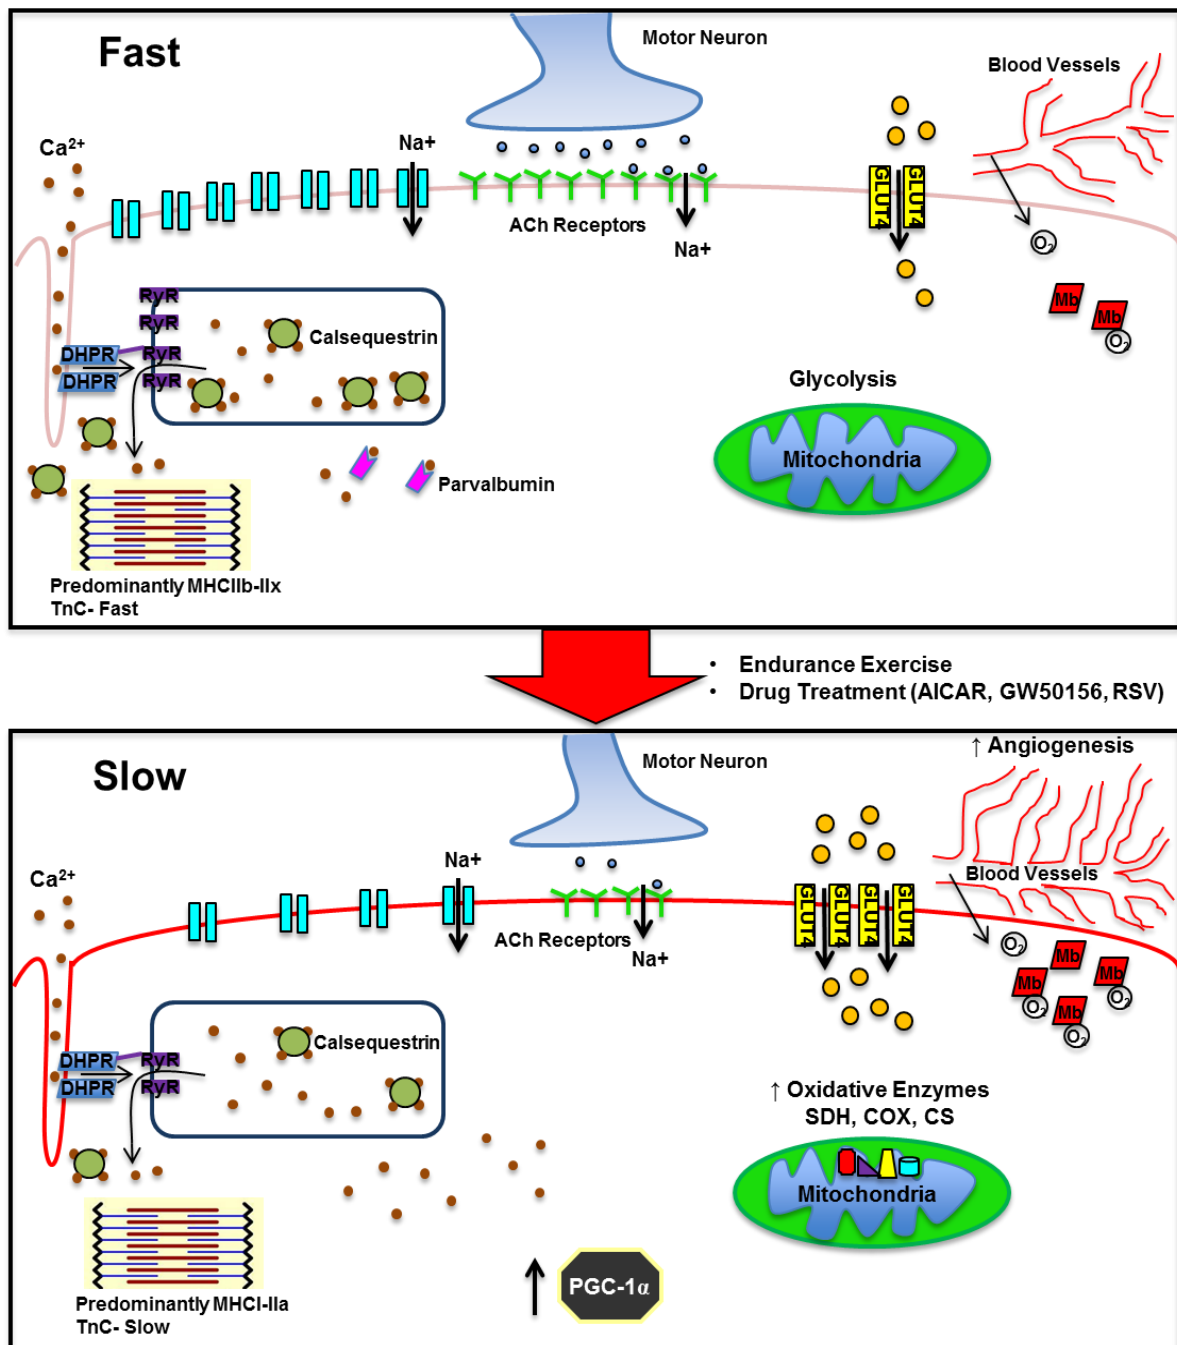 Fast
Motor Neuron
Blood Vessels
Ca2+
Na+
ACh Receptors
Na+
GLUT4
GLUT4
O2
Mb
Mb
O2
RyR
RyR
RyR
RyR
DHPR
DHPR
Calsequestrin
Glycolysis
Mitochondria
Parvalbumin
Predominantly MHCIIb-IIx
TnC- Fast
• Endurance Exercise
• Drug Treatment (AICAR, GW50156, RSV)
Slow
Motor Neuron
↑ Angiogenesis
Blood Vessels
Ca2+
Na+
ACh Receptors
Na+
GLUT4
GLUT4
GLUT4
GLUT4
O2
Mb
Mb
O2
Mb
O2
Mb
O2
DHPR
DHPR
RyR
RyR
Calsequestrin
↑ Oxidative Enzymes
SDH, COX, CS
Mitochondria
PGC-1α
Predominantly MHCI-IIa
TnC- Slow